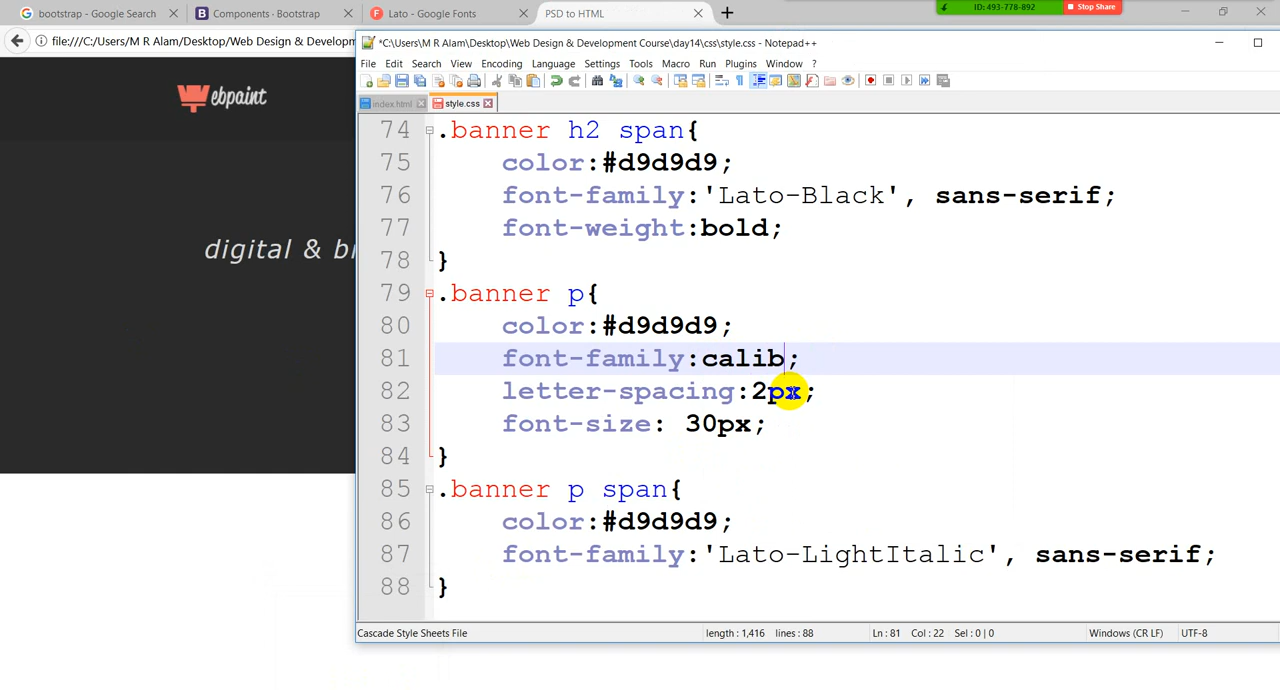 bootstrap - Google Search
Components · Bootstrap
Lato - Google Fonts
PSD to HTML
ID: 493-778-892
Stop Share
file:///C:/Users/M R Alam/Desktop/Web Design & Developm
*C:\Users\M R Alam\Desktop\Web Design & Development Course\day14\css\style.css - Notepad++
File Edit Search View Encoding Language Settings Tools Macro Run Plugins Window ?
index.html
style.css
ebpaint
digital & b
74 .banner h2 span{
75 color:#d9d9d9;
76 font-family:'Lato-Black', sans-serif;
77 font-weight:bold;
78 }
79 .banner p{
80 color:#d9d9d9;
81 font-family:calib;
82 letter-spacing:2px;
83 font-size: 30px;
84 }
85 .banner p span{
86 color:#d9d9d9;
87 font-family:'Lato-LightItalic', sans-serif;
88 }
Cascade Style Sheets File
length : 1,416 lines : 88
Ln : 81 Col : 22 Sel : 0 | 0
Windows (CR LF)
UTF-8